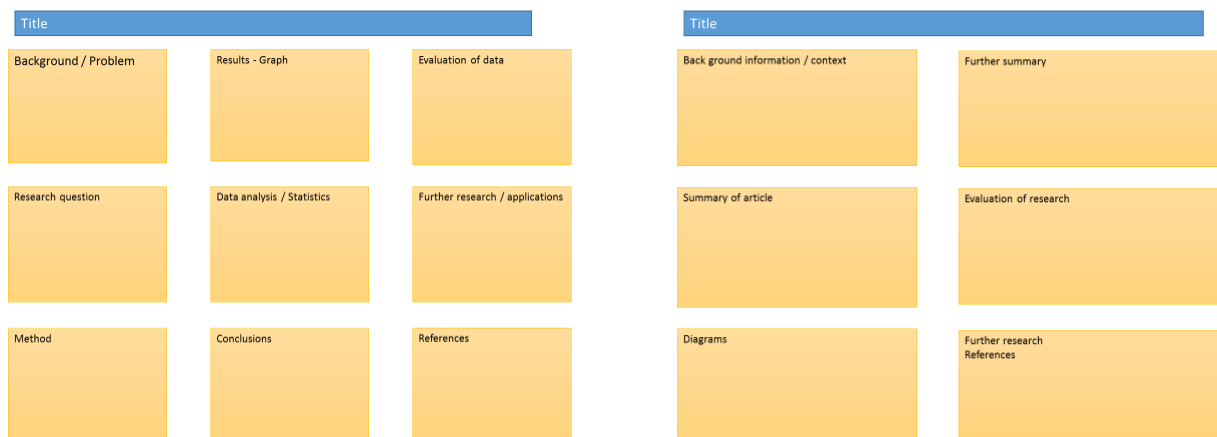 Title
Background / Problem
Research question
Method
Results - Graph
Data analysis / Statistics
Conclusions
Evaluation of data
Further research / applications
References
Title
Back ground information / context
Summary of article
Diagrams
Further summary
Evaluation of research
Further research
References